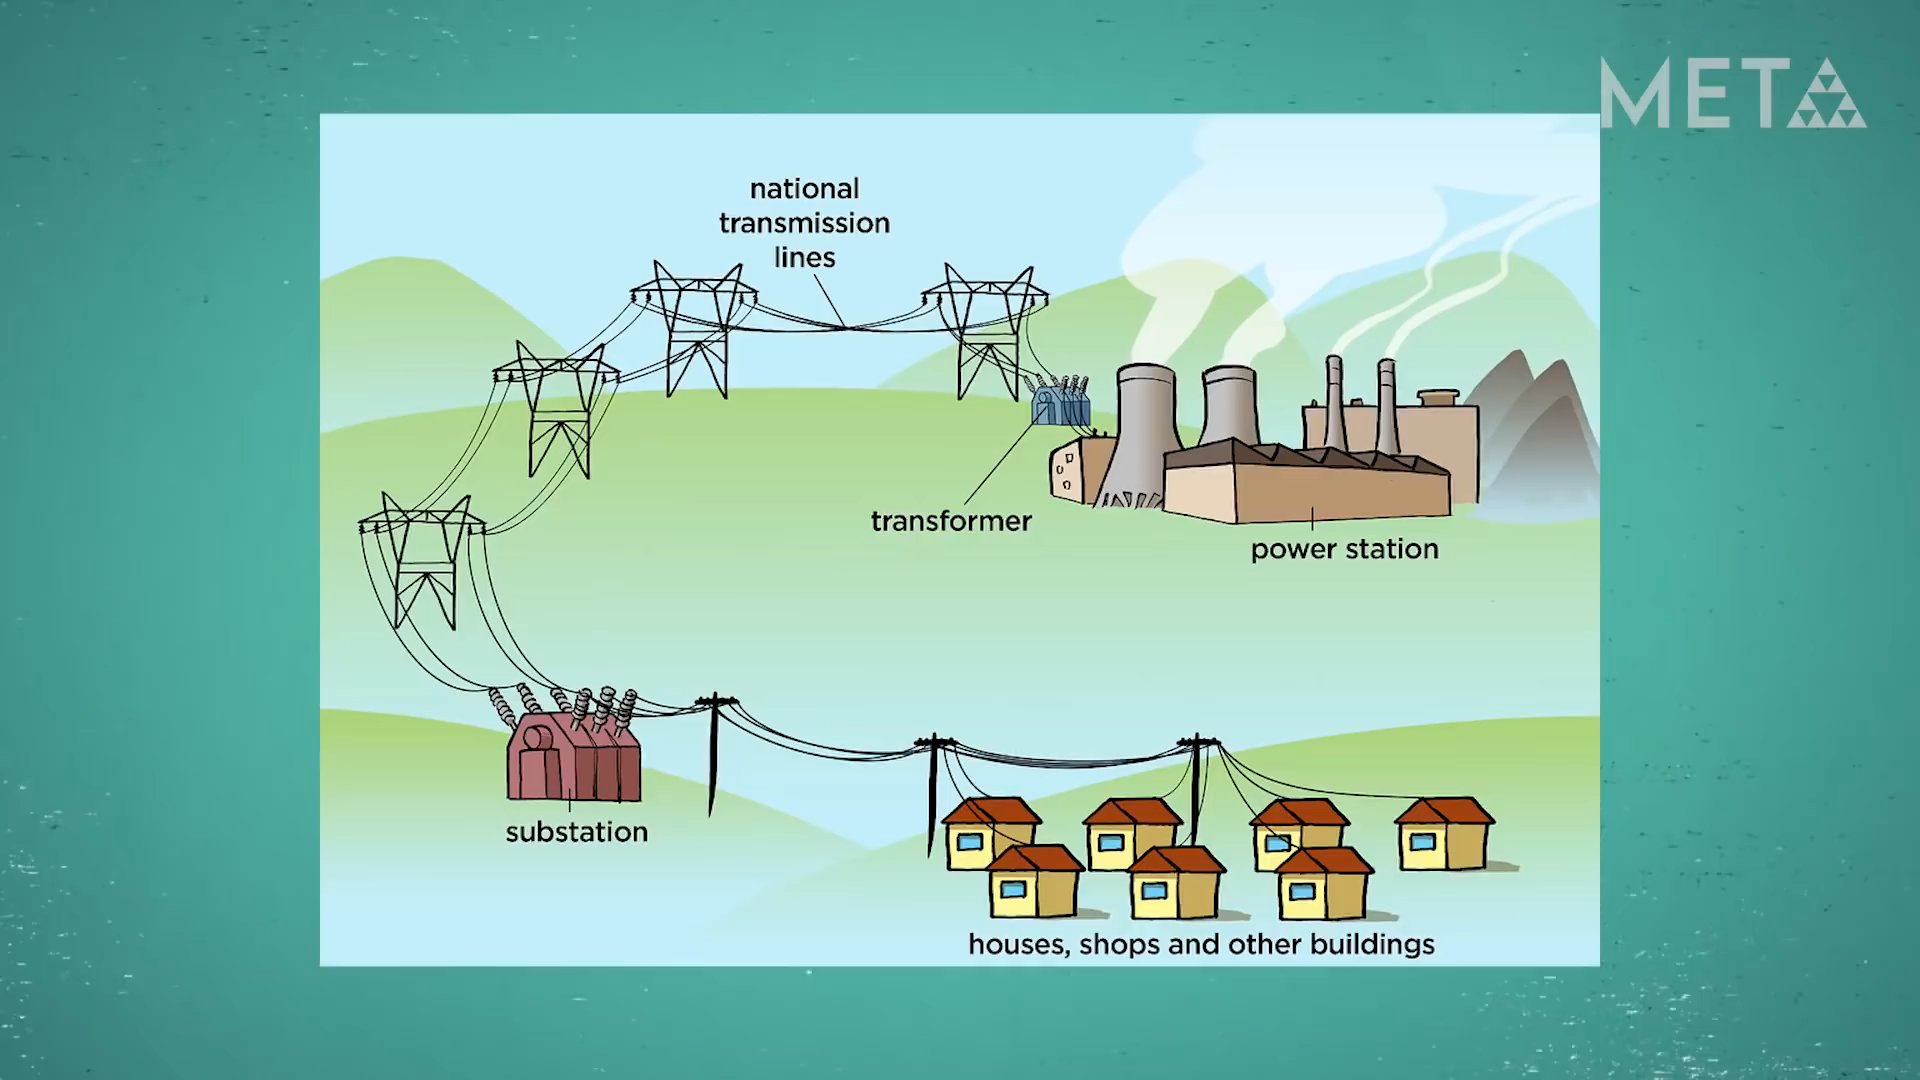 META
national
transmission
lines
transformer
power station
substation
houses, shops and other buildings